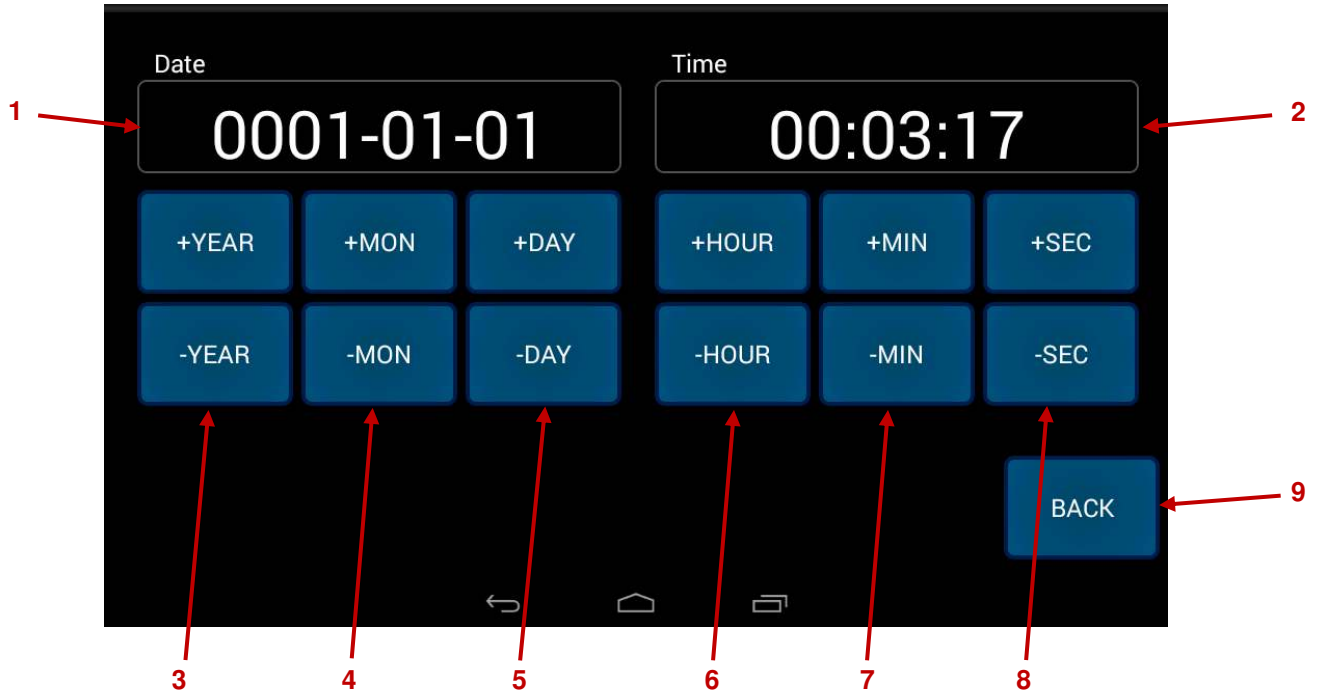 Date Time
1 0001-01-01 00:03:17 2
+YEAR +MON +DAY +HOUR +MIN +SEC
-YEAR -MON -DAY -HOUR -MIN -SEC
BACK 9
3 4 5 6 7 8